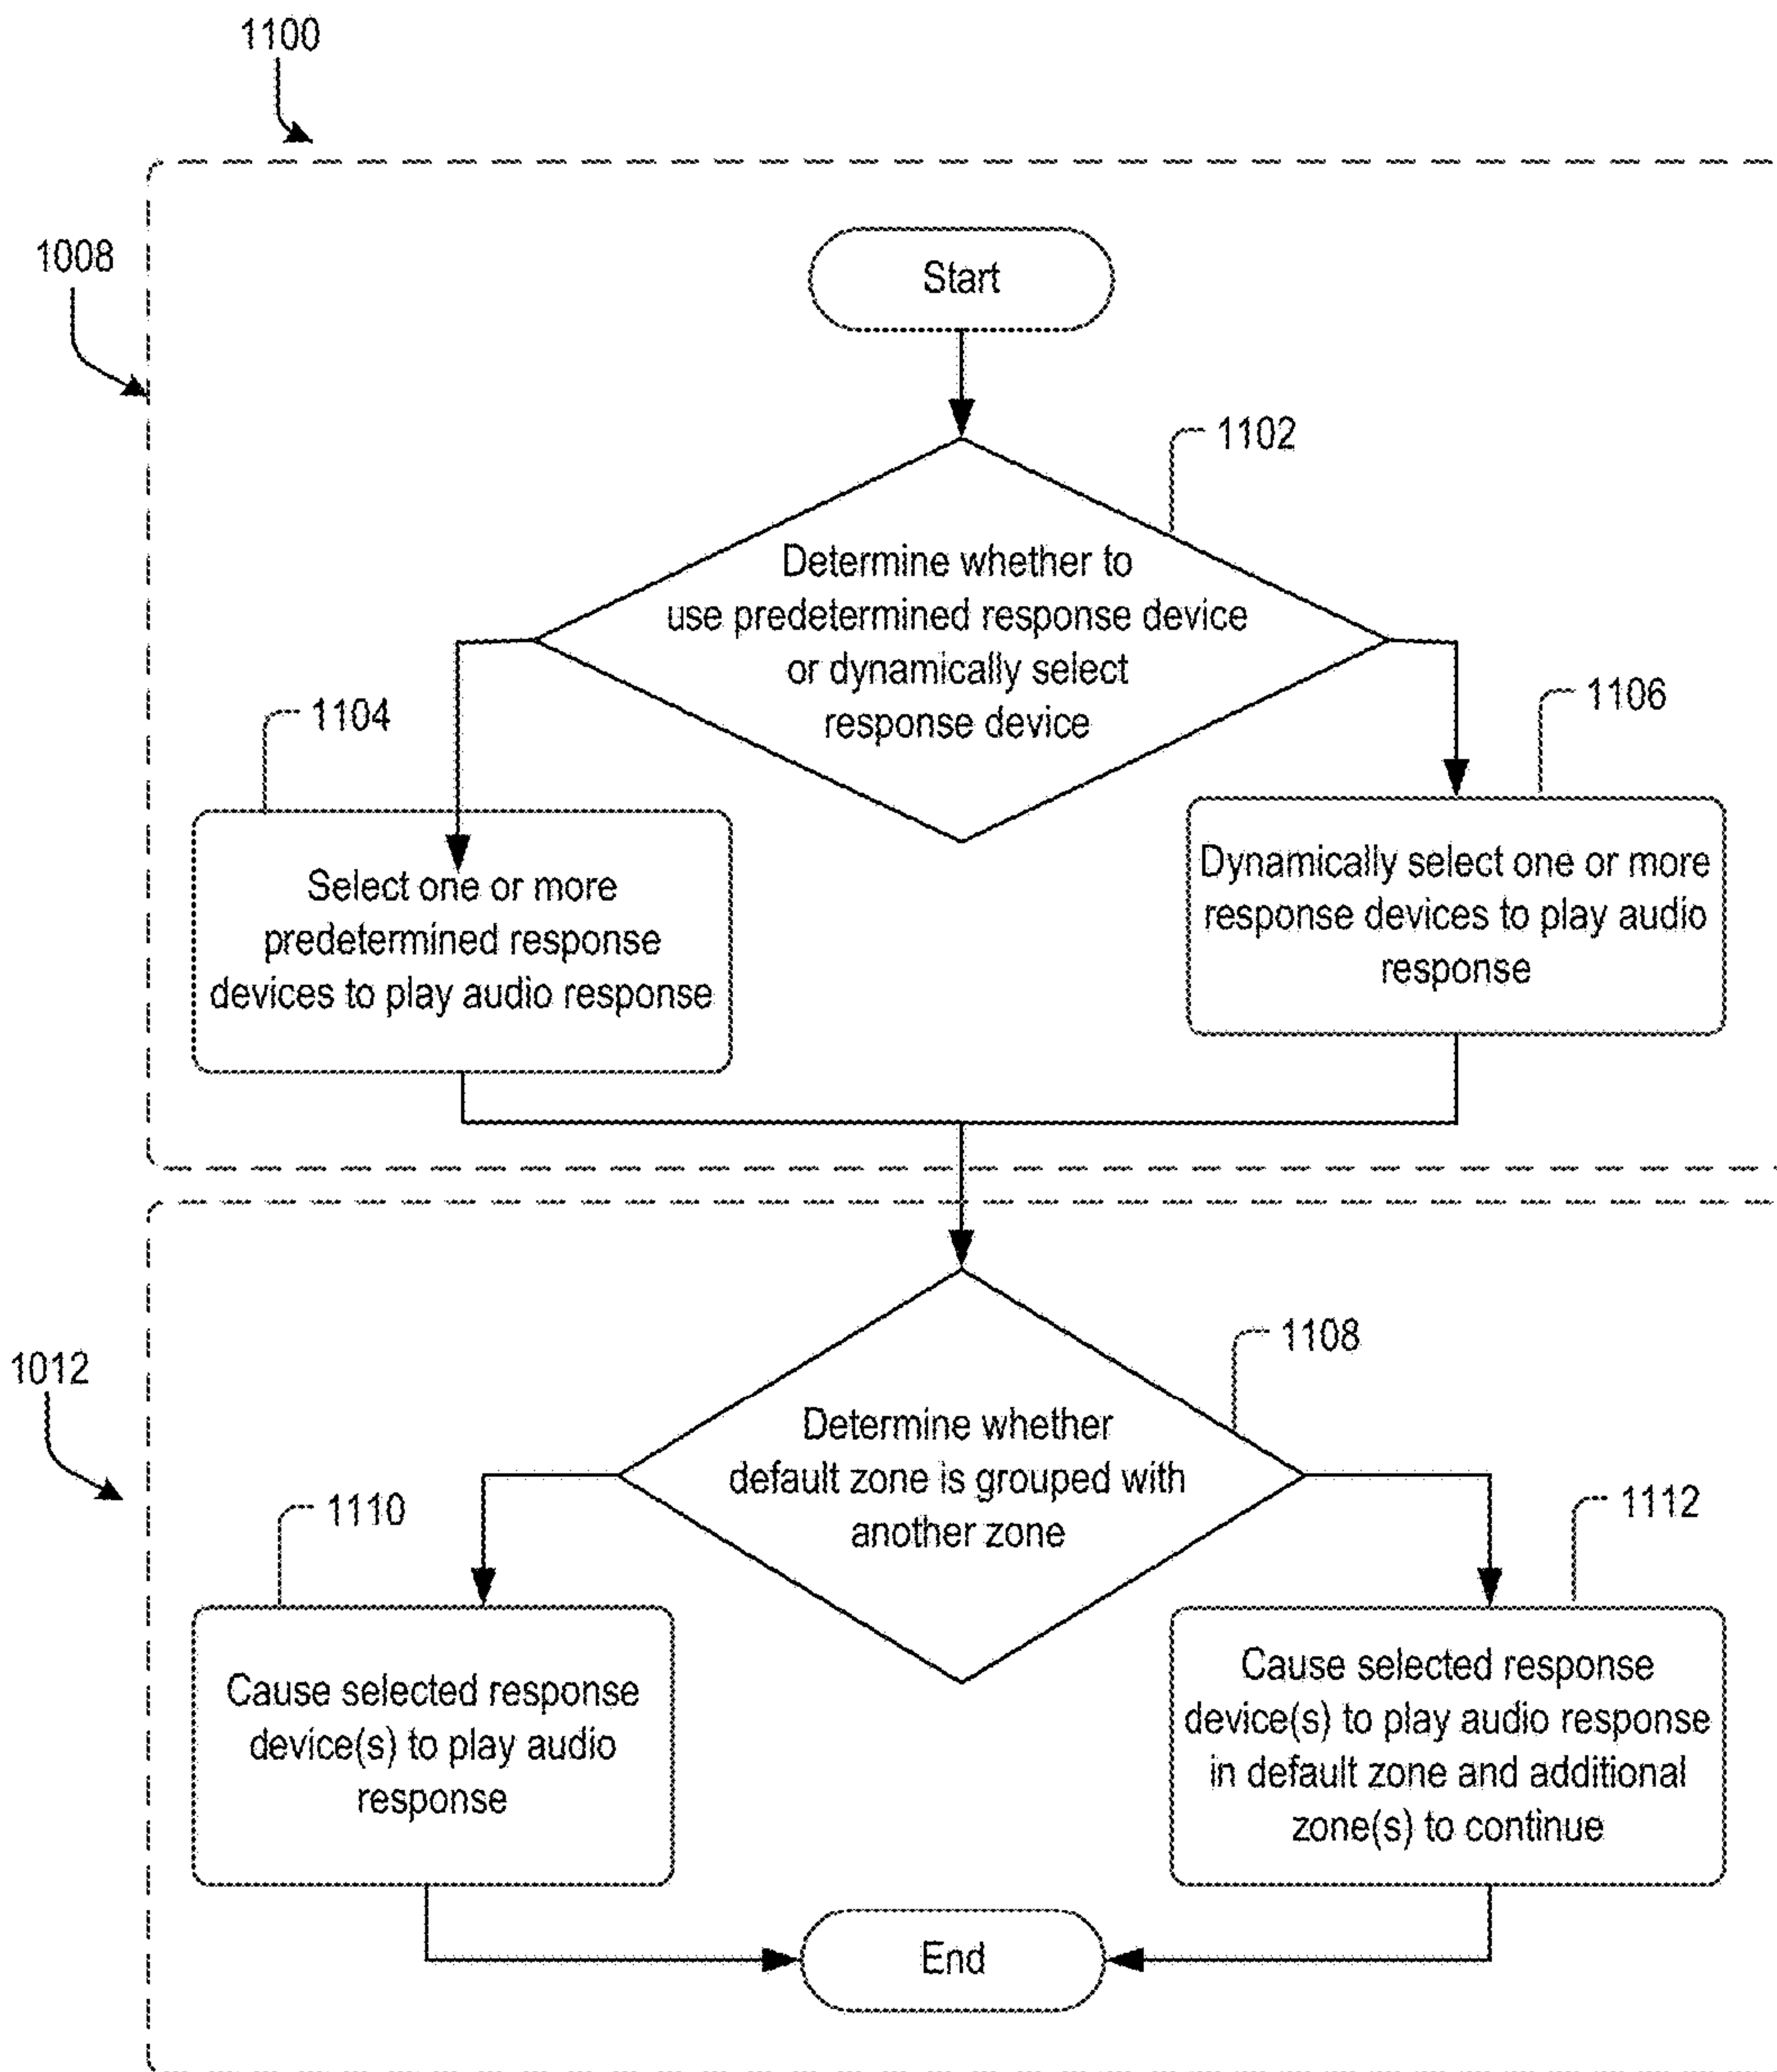 1100
1008
Start
1102
Determine whether to
use predetermined response device
or dynamically select
response device
1104
1106
Select one or more
predetermined response
devices to play audio response
Dynamically select one or more
response devices to play audio
response
1012
1108
Determine whether
default zone is grouped with
another zone
1110
1112
Cause selected response
device(s) to play audio
response
Cause selected response
device(s) to play audio response
in default zone and additional
zone(s) to continue
End